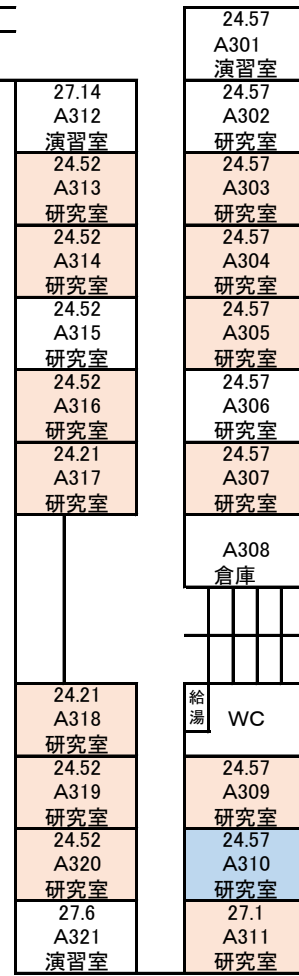 27.14
A312
演習室
24.52
A313
研究室
24.52
A314
研究室
24.52
A315
研究室
24.52
A316
研究室
24.21
A317
研究室
24.21
A318
研究室
24.52
A319
研究室
24.52
A320
研究室
27.6
A321
演習室
24.57
A301
演習室
24.57
A302
研究室
24.57
A303
研究室
24.57
A304
研究室
24.57
A305
研究室
24.57
A306
研究室
24.57
A307
研究室
A308
倉庫
給湯
WC
24.57
A309
研究室
24.57
A310
研究室
27.1
A311
研究室